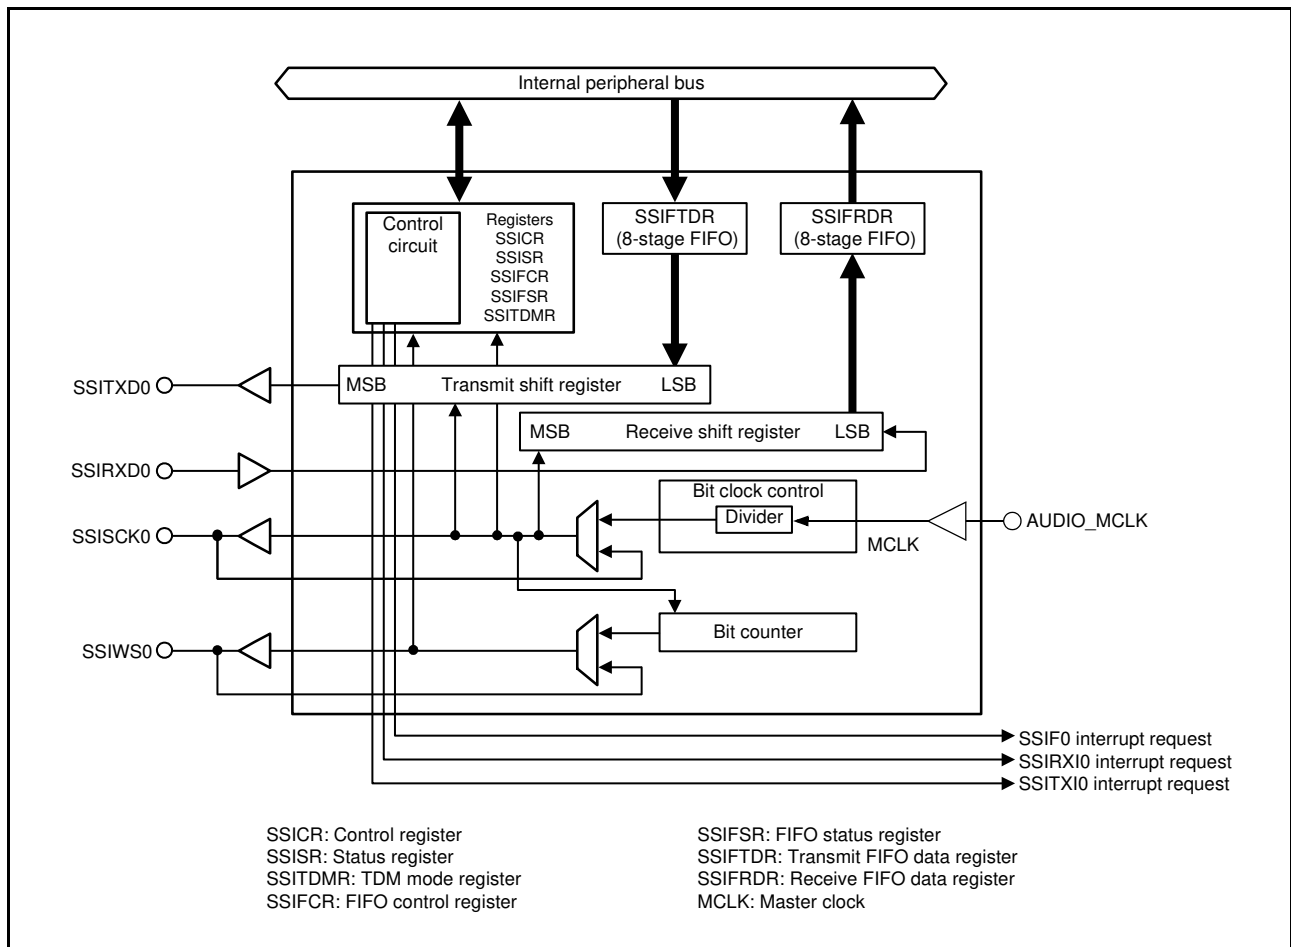 Internal peripheral bus
Control
circuit
Registers
SSICR
SSISR
SSIFCR
SSIFSR
SSITDMR
SSIFTDR
(8-stage FIFO)
SSIFRDR
(8-stage FIFO)
SSITXD0
MSB Transmit shift register LSB
MSB Receive shift register LSB
SSIRXD0
Bit clock control
Divider
SSISCK0
AUDIO_MCLK
MCLK
Bit counter
SSIWS0
SSIF0 interrupt request
SSIRXI0 interrupt request
SSITXI0 interrupt request
SSICR: Control register
SSISR: Status register
SSITDMR: TDM mode register
SSIFCR: FIFO control register
SSIFSR: FIFO status register
SSIFTDR: Transmit FIFO data register
SSIFRDR: Receive FIFO data register
MCLK: Master clock